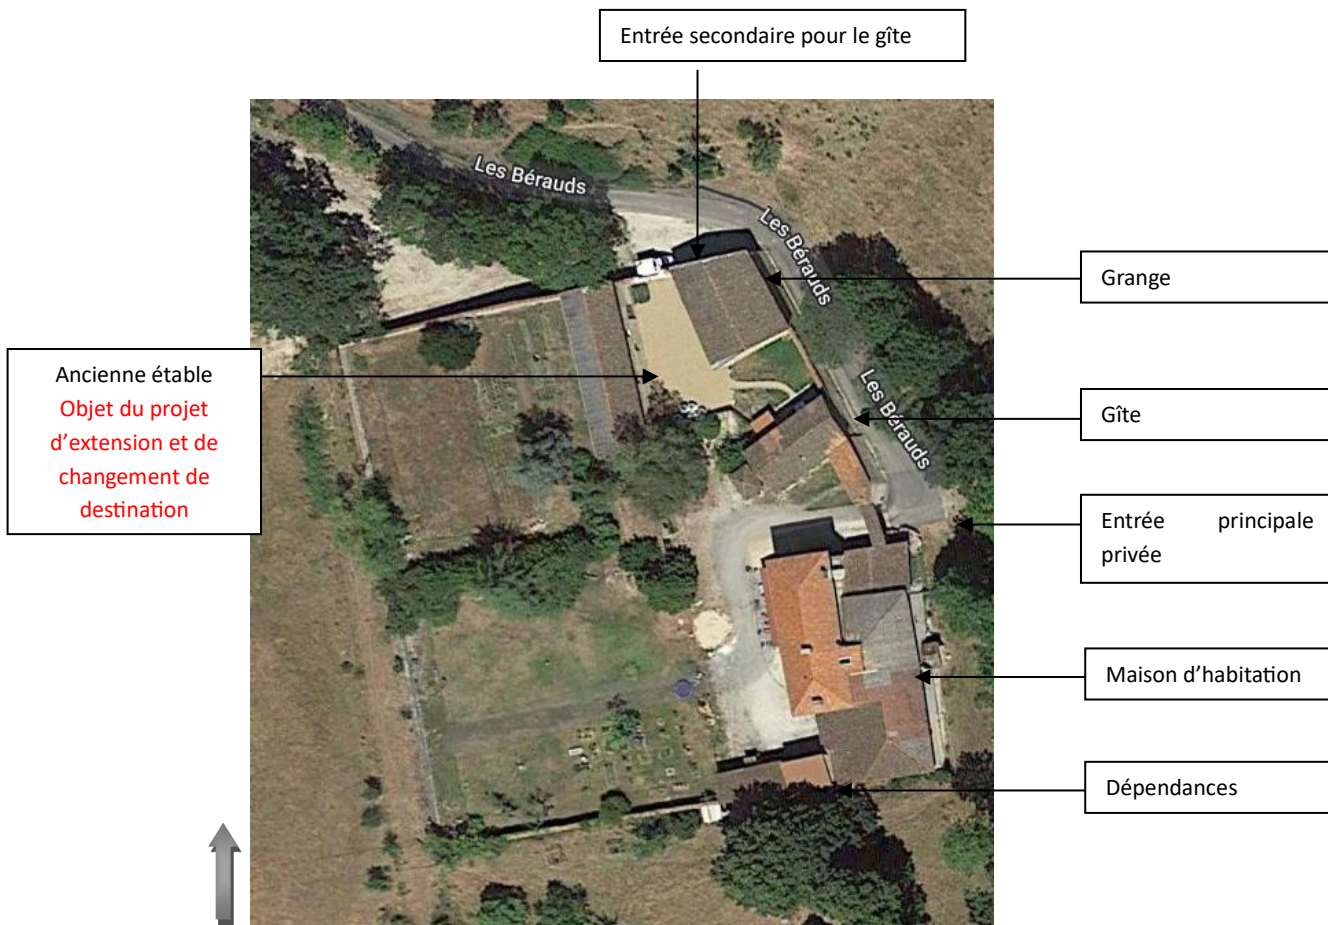 Entrée secondaire pour le gîte
Les Bérauds
Les Bérauds
Grange
Ancienne étable
Objet du projet
d’extension et de
changement de
destination
Les Bérauds
Gîte
Entrée principale
privée
Maison d’habitation
Dépendances